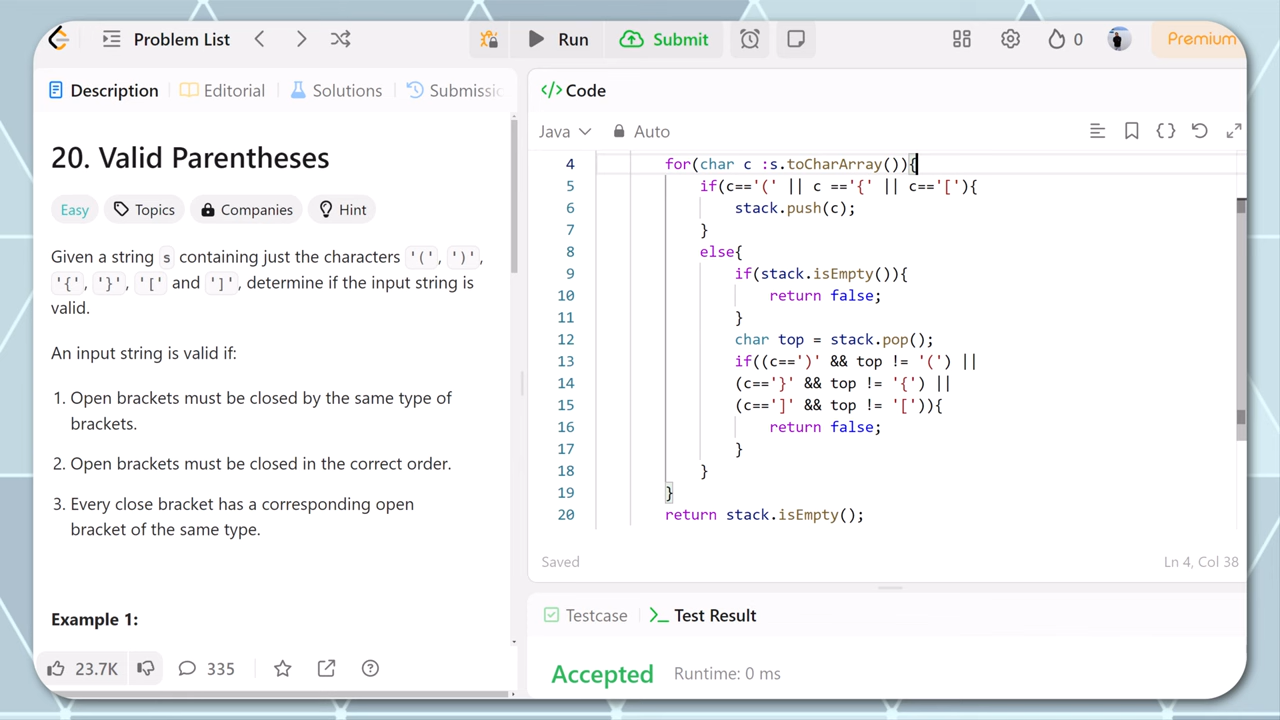 Problem List
Run
Submit
0
Premium
Description
Editorial
Solutions
Submissic
</> Code
Java
Auto
20. Valid Parentheses
Easy
Topics
Companies
Hint
Given a string s containing just the characters '(', ')',
'{', '}', '[' and ']', determine if the input string is
valid.
An input string is valid if:
1. Open brackets must be closed by the same type of
brackets.
2. Open brackets must be closed in the correct order.
3. Every close bracket has a corresponding open
bracket of the same type.
Example 1:
23.7K
335
4 for(char c :s.toCharArray()){
5 if(c=='(' || c =='{' || c=='['){
6 stack.push(c);
7 }
8 else{
9 if(stack.isEmpty()){
10 return false;
11 }
12 char top = stack.pop();
13 if((c==')' && top != '(') ||
14 (c=='}' && top != '{') ||
15 (c==']' && top != '[')){
16 return false;
17 }
18 }
19 }
20 return stack.isEmpty();
Saved
Ln 4, Col 38
Testcase
Test Result
Accepted
Runtime: 0 ms